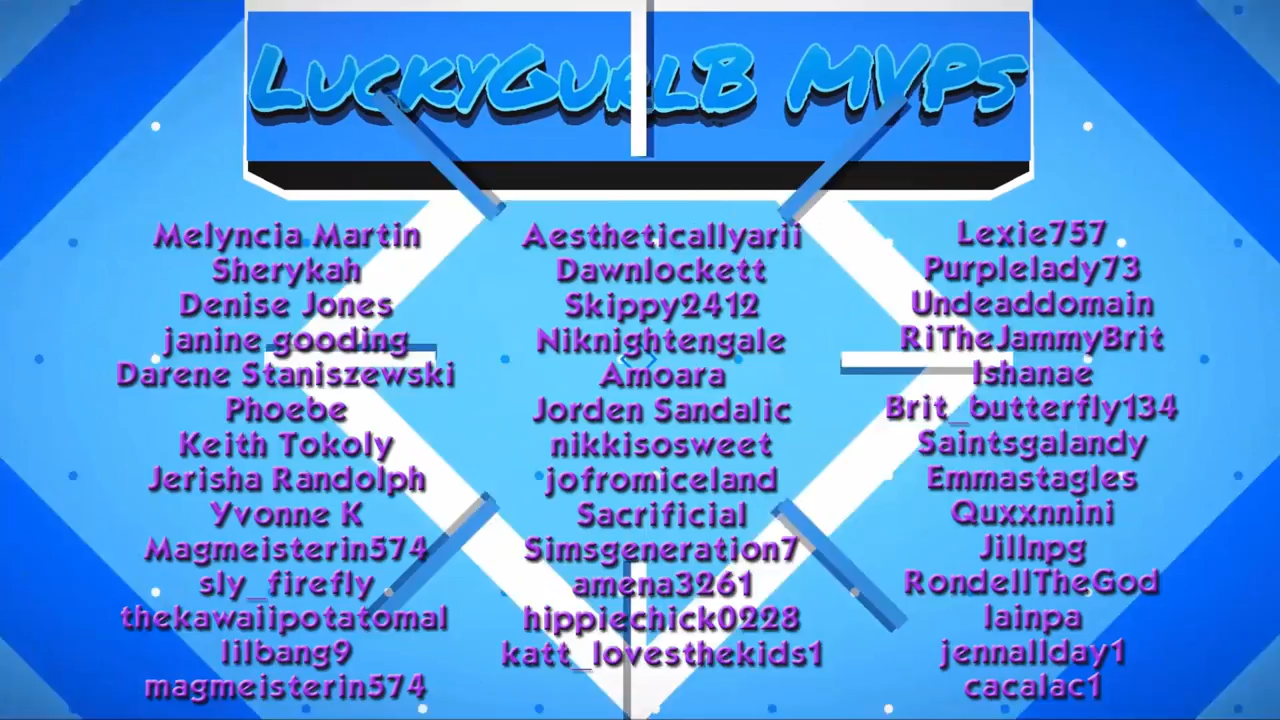 LuckyGurlB MVPs
Melyncia Martin
Sherykah
Denise Jones
janine gooding
Darene Staniszewski
Phoebe
Keith Tokoly
Jerisha Randolph
Yvonne K
Magmeisterin574
sly_firefly
thekawaiipotatomal
lilbang9
magmeisterin574
Aestheticallyarii
Dawnlockett
Skippy2412
Niknightengale
Amoara
Jorden Sandalic
nikkisosweet
jofromiceland
Sacrificial
Simsgeneration7
amena3261
hippiechick0228
katt_lovesthekids1
Lexie757
Purplelady73
Undeaddomain
RiTheJammyBrit
Ishanae
Brit_butterfly134
Saintsgalandy
Emmastagles
Quxxnnini
Jillnpg
RondellTheGod
lainpa
jennallday1
cacalac1